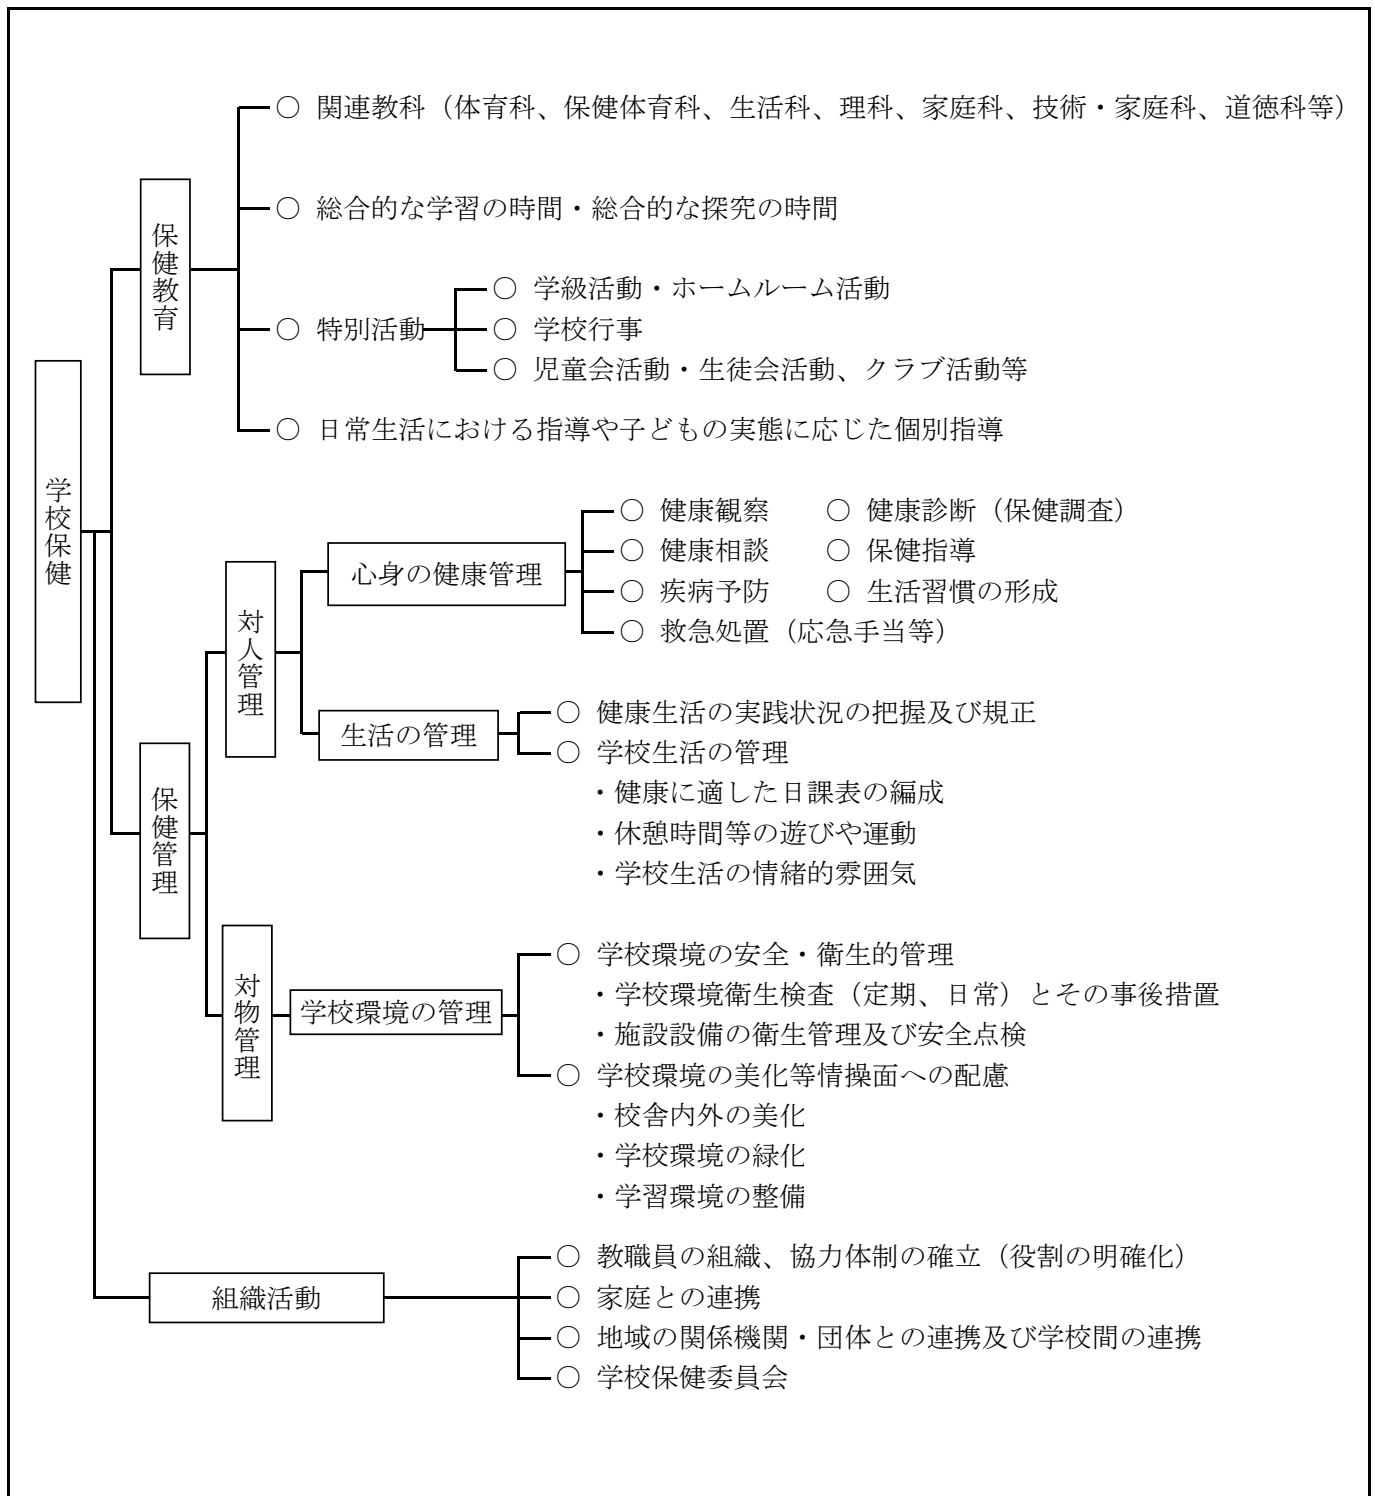 学校保健
保健教育
○ 関連教科（体育科、保健体育科、生活科、理科、家庭科、技術・家庭科、道徳科等）
○ 総合的な学習の時間・総合的な探究の時間
○ 特別活動
○ 学級活動・ホームルーム活動
○ 学校行事
○ 児童会活動・生徒会活動、クラブ活動等
○ 日常生活における指導や子どもの実態に応じた個別指導
保健管理
対人管理
心身の健康管理
○ 健康観察 ○ 健康診断（保健調査）
○ 健康相談 ○ 保健指導
○ 疾病予防 ○ 生活習慣の形成
○ 救急処置（応急手当等）
生活の管理
○ 健康生活の実践状況の把握及び規正
○ 学校生活の管理
・健康に適した日課表の編成
・休憩時間等の遊びや運動
・学校生活の情緒的雰囲気
対物管理
学校環境の管理
○ 学校環境の安全・衛生的管理
・学校環境衛生検査（定期、日常）とその事後措置
・施設設備の衛生管理及び安全点検
○ 学校環境の美化等情操面への配慮
・校舎内外の美化
・学校環境の緑化
・学習環境の整備
組織活動
○ 教職員の組織、協力体制の確立（役割の明確化）
○ 家庭との連携
○ 地域の関係機関・団体との連携及び学校間の連携
○ 学校保健委員会